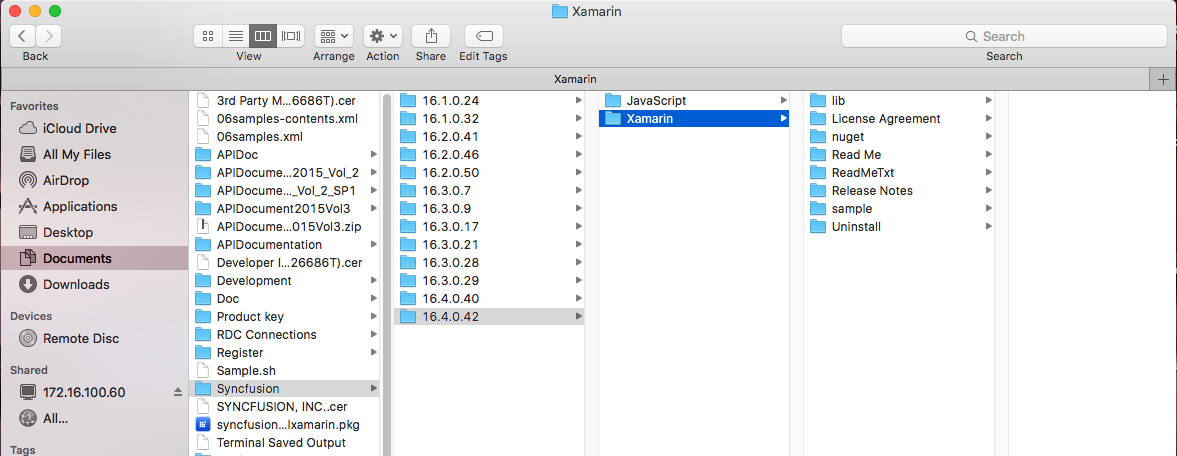 Xamarin
Back
View
Arrange
Action
Share
Edit Tags
Search
Search
Xamarin
Favorites
iCloud Drive
All My Files
AirDrop
Applications
Desktop
Documents
Downloads
Devices
Remote Disc
Shared
172.16.100.60
All...
Tags
3rd Party M...6686T).cer
06samples-contents.xml
06samples.xml
APIDoc
APIDocume...2015_Vol_2
APIDocume..._Vol_2_SP1
APIDocument2015Vol3
APIDocume...015Vol3.zip
APIDocumentation
Developer I...26686T).cer
Development
Doc
Product key
RDC Connections
Register
Sample.sh
Syncfusion
SYNCFUSION, INC..cer
syncfusion...lxamarin.pkg
Terminal Saved Output
16.1.0.24
16.1.0.32
16.2.0.41
16.2.0.46
16.2.0.50
16.3.0.7
16.3.0.9
16.3.0.17
16.3.0.21
16.3.0.28
16.3.0.29
16.4.0.40
16.4.0.42
JavaScript
Xamarin
lib
License Agreement
nuget
Read Me
ReadMeTxt
Release Notes
sample
Uninstall